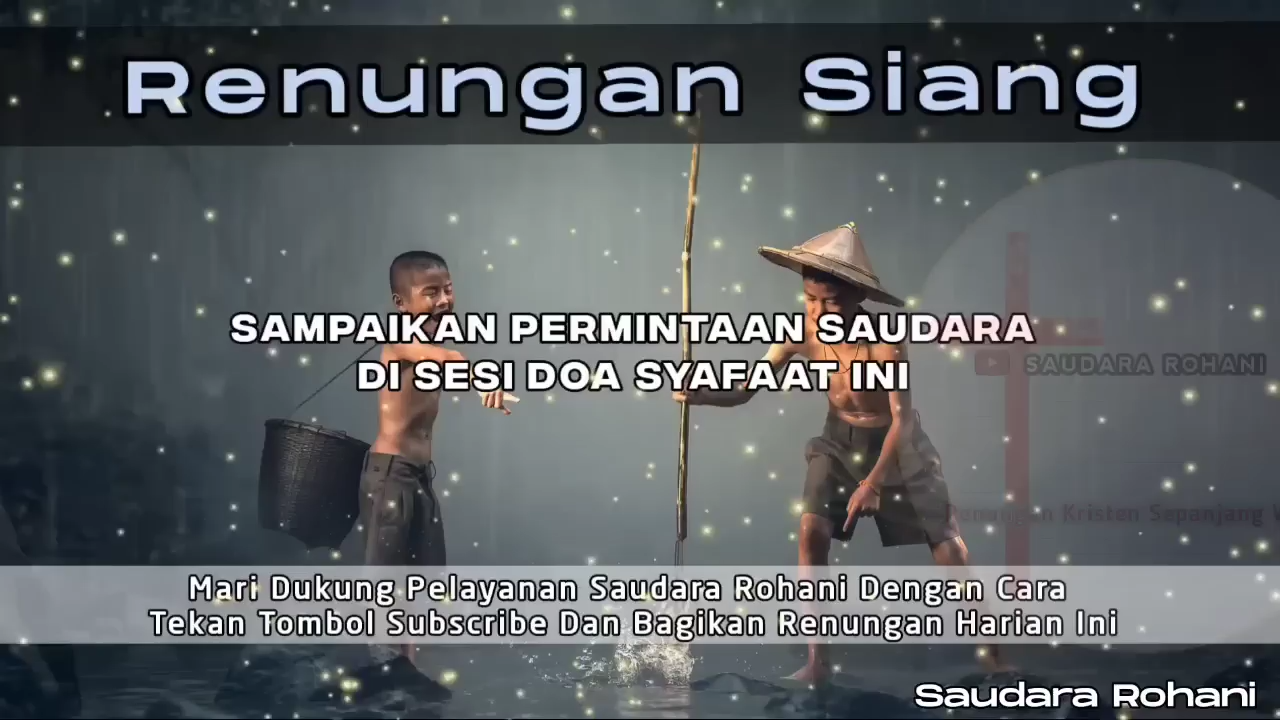 Renungan Siang
SAMPAIKAN PERMINTAAN SAUDARA
DI SESI DOA SYAFAAT INI
SAUDARA ROHANI
Renungan Kristen Sepanjang
Mari Dukung Pelayanan Saudara Rohani Dengan Cara
Tekan Tombol Subscribe Dan Bagikan Renungan Harian Ini
Saudara Rohani